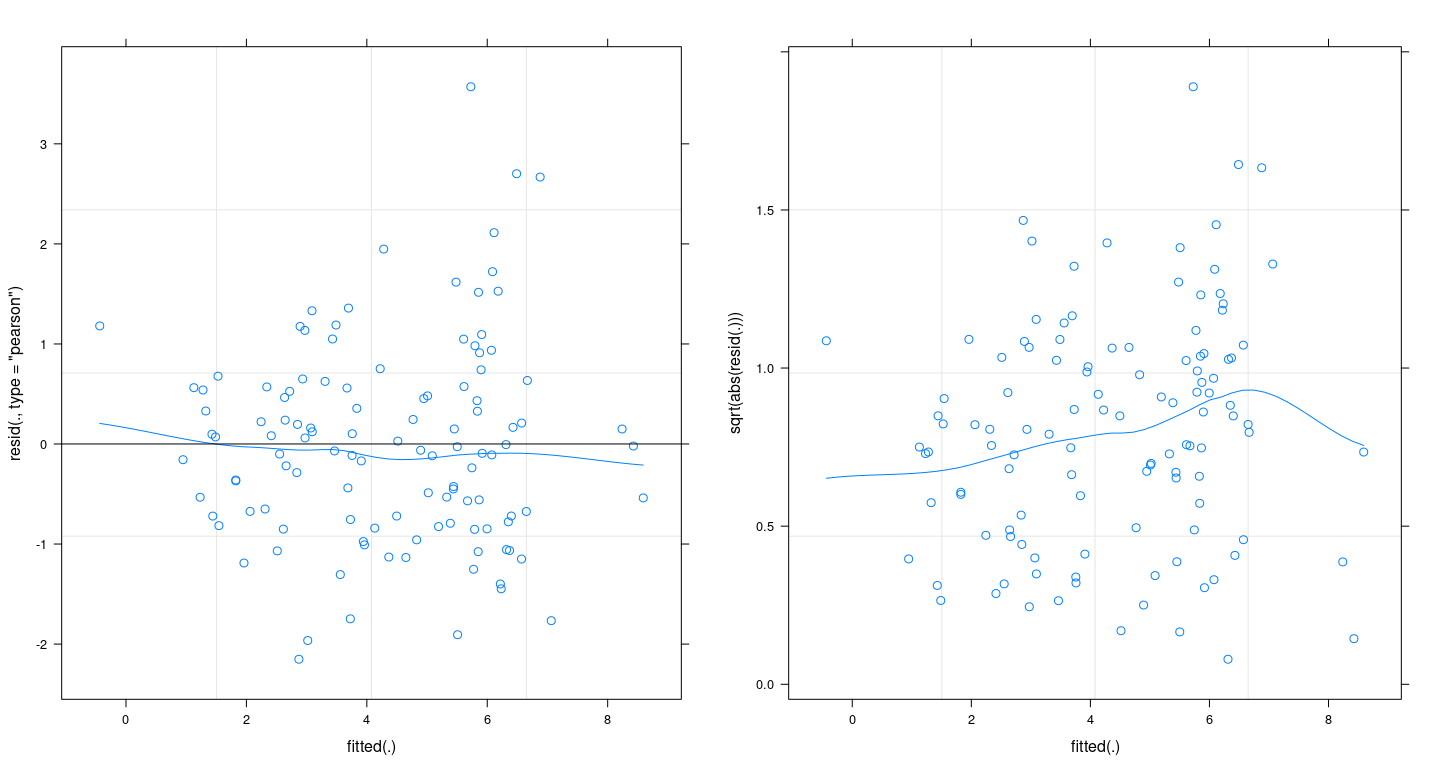 resid(., type = "pearson")
3
2
1
0
-1
-2
0 2 4 6 8
fitted(.)
sqrt(abs(resid(.)))
1.5
1.0
0.5
0.0
0 2 4 6 8
fitted(.)